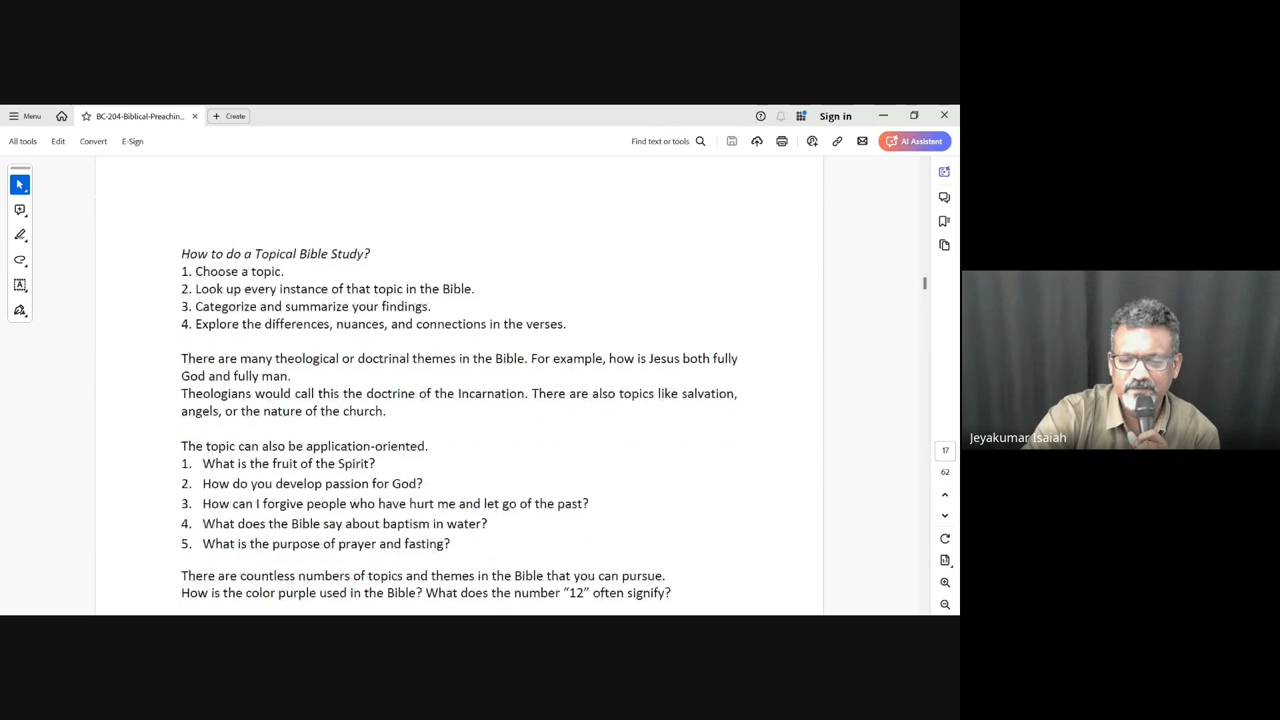 Menu
BC-204-Biblical-Preachin...
Create
Sign in
All tools
Edit
Convert
E-Sign
Find text or tools
AI Assistant
How to do a Topical Bible Study?
1. Choose a topic.
2. Look up every instance of that topic in the Bible.
3. Categorize and summarize your findings.
4. Explore the differences, nuances, and connections in the verses.
There are many theological or doctrinal themes in the Bible. For example, how is Jesus both fully
God and fully man.
Theologians would call this the doctrine of the Incarnation. There are also topics like salvation,
angels, or the nature of the church.
The topic can also be application-oriented.
1. What is the fruit of the Spirit?
2. How do you develop passion for God?
3. How can I forgive people who have hurt me and let go of the past?
4. What does the Bible say about baptism in water?
5. What is the purpose of prayer and fasting?
There are countless numbers of topics and themes in the Bible that you can pursue.
How is the color purple used in the Bible? What does the number “12” often signify?
17
62
Jeyakumar Isaiah